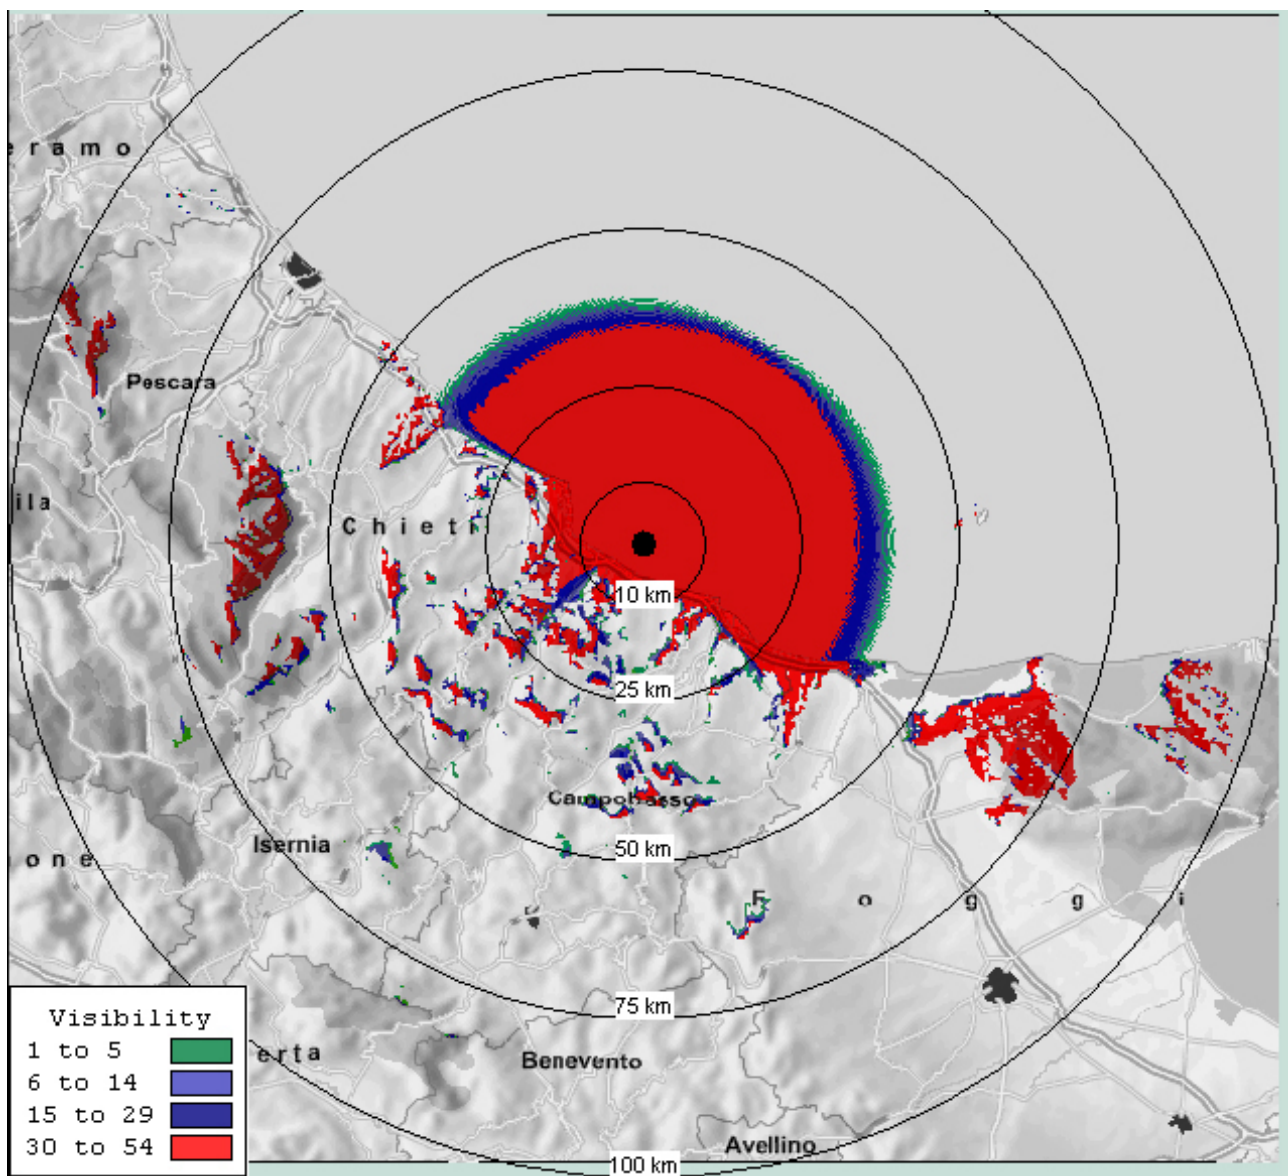 eramo
Pescara
ila
Chieti
10 km
25 km
Campobasso
Isernia
50 km
one
F o g g i
75 km
Visibility
1 to 5
6 to 14
15 to 29
30 to 54
erta
Benevento
Avellino
100 km